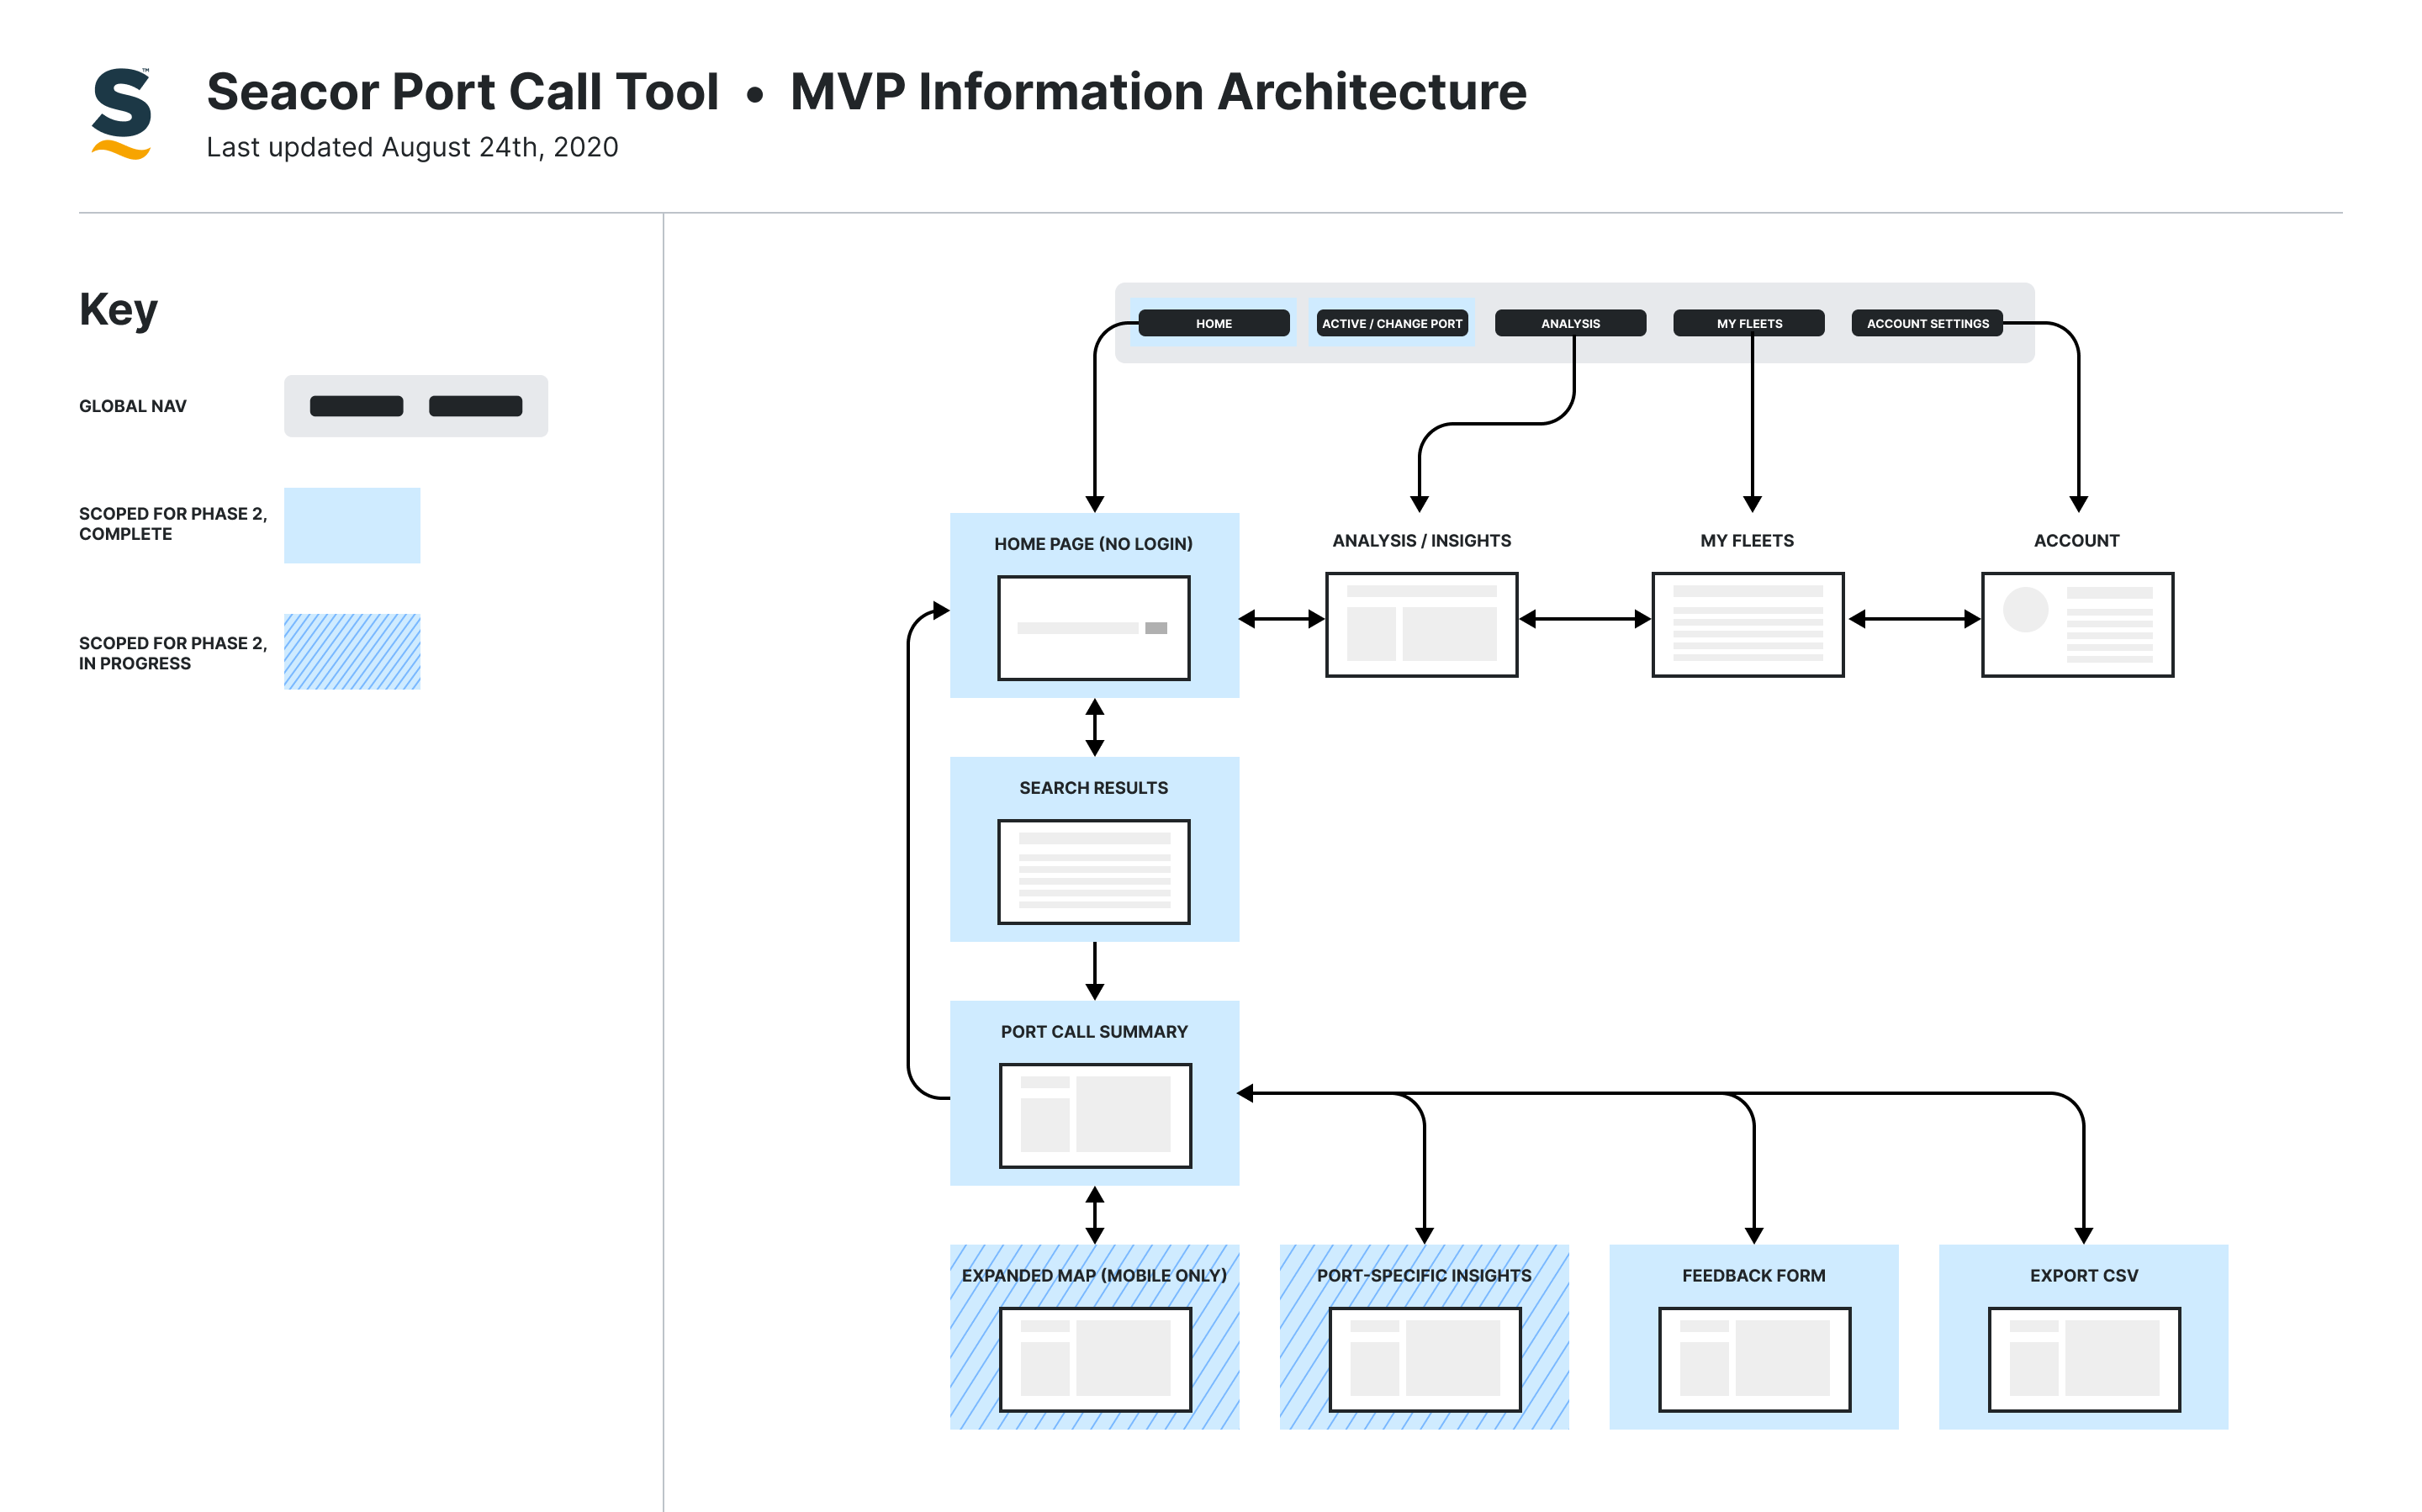 S™
Seacor Port Call Tool • MVP Information Architecture
Last updated August 24th, 2020
Key
GLOBAL NAV
SCOPED FOR PHASE 2,
COMPLETE
SCOPED FOR PHASE 2,
IN PROGRESS
HOME
ACTIVE / CHANGE PORT
ANALYSIS
MY FLEETS
ACCOUNT SETTINGS
HOME PAGE (NO LOGIN)
ANALYSIS / INSIGHTS
MY FLEETS
ACCOUNT
SEARCH RESULTS
PORT CALL SUMMARY
EXPANDED MAP (MOBILE ONLY)
PORT-SPECIFIC INSIGHTS
FEEDBACK FORM
EXPORT CSV